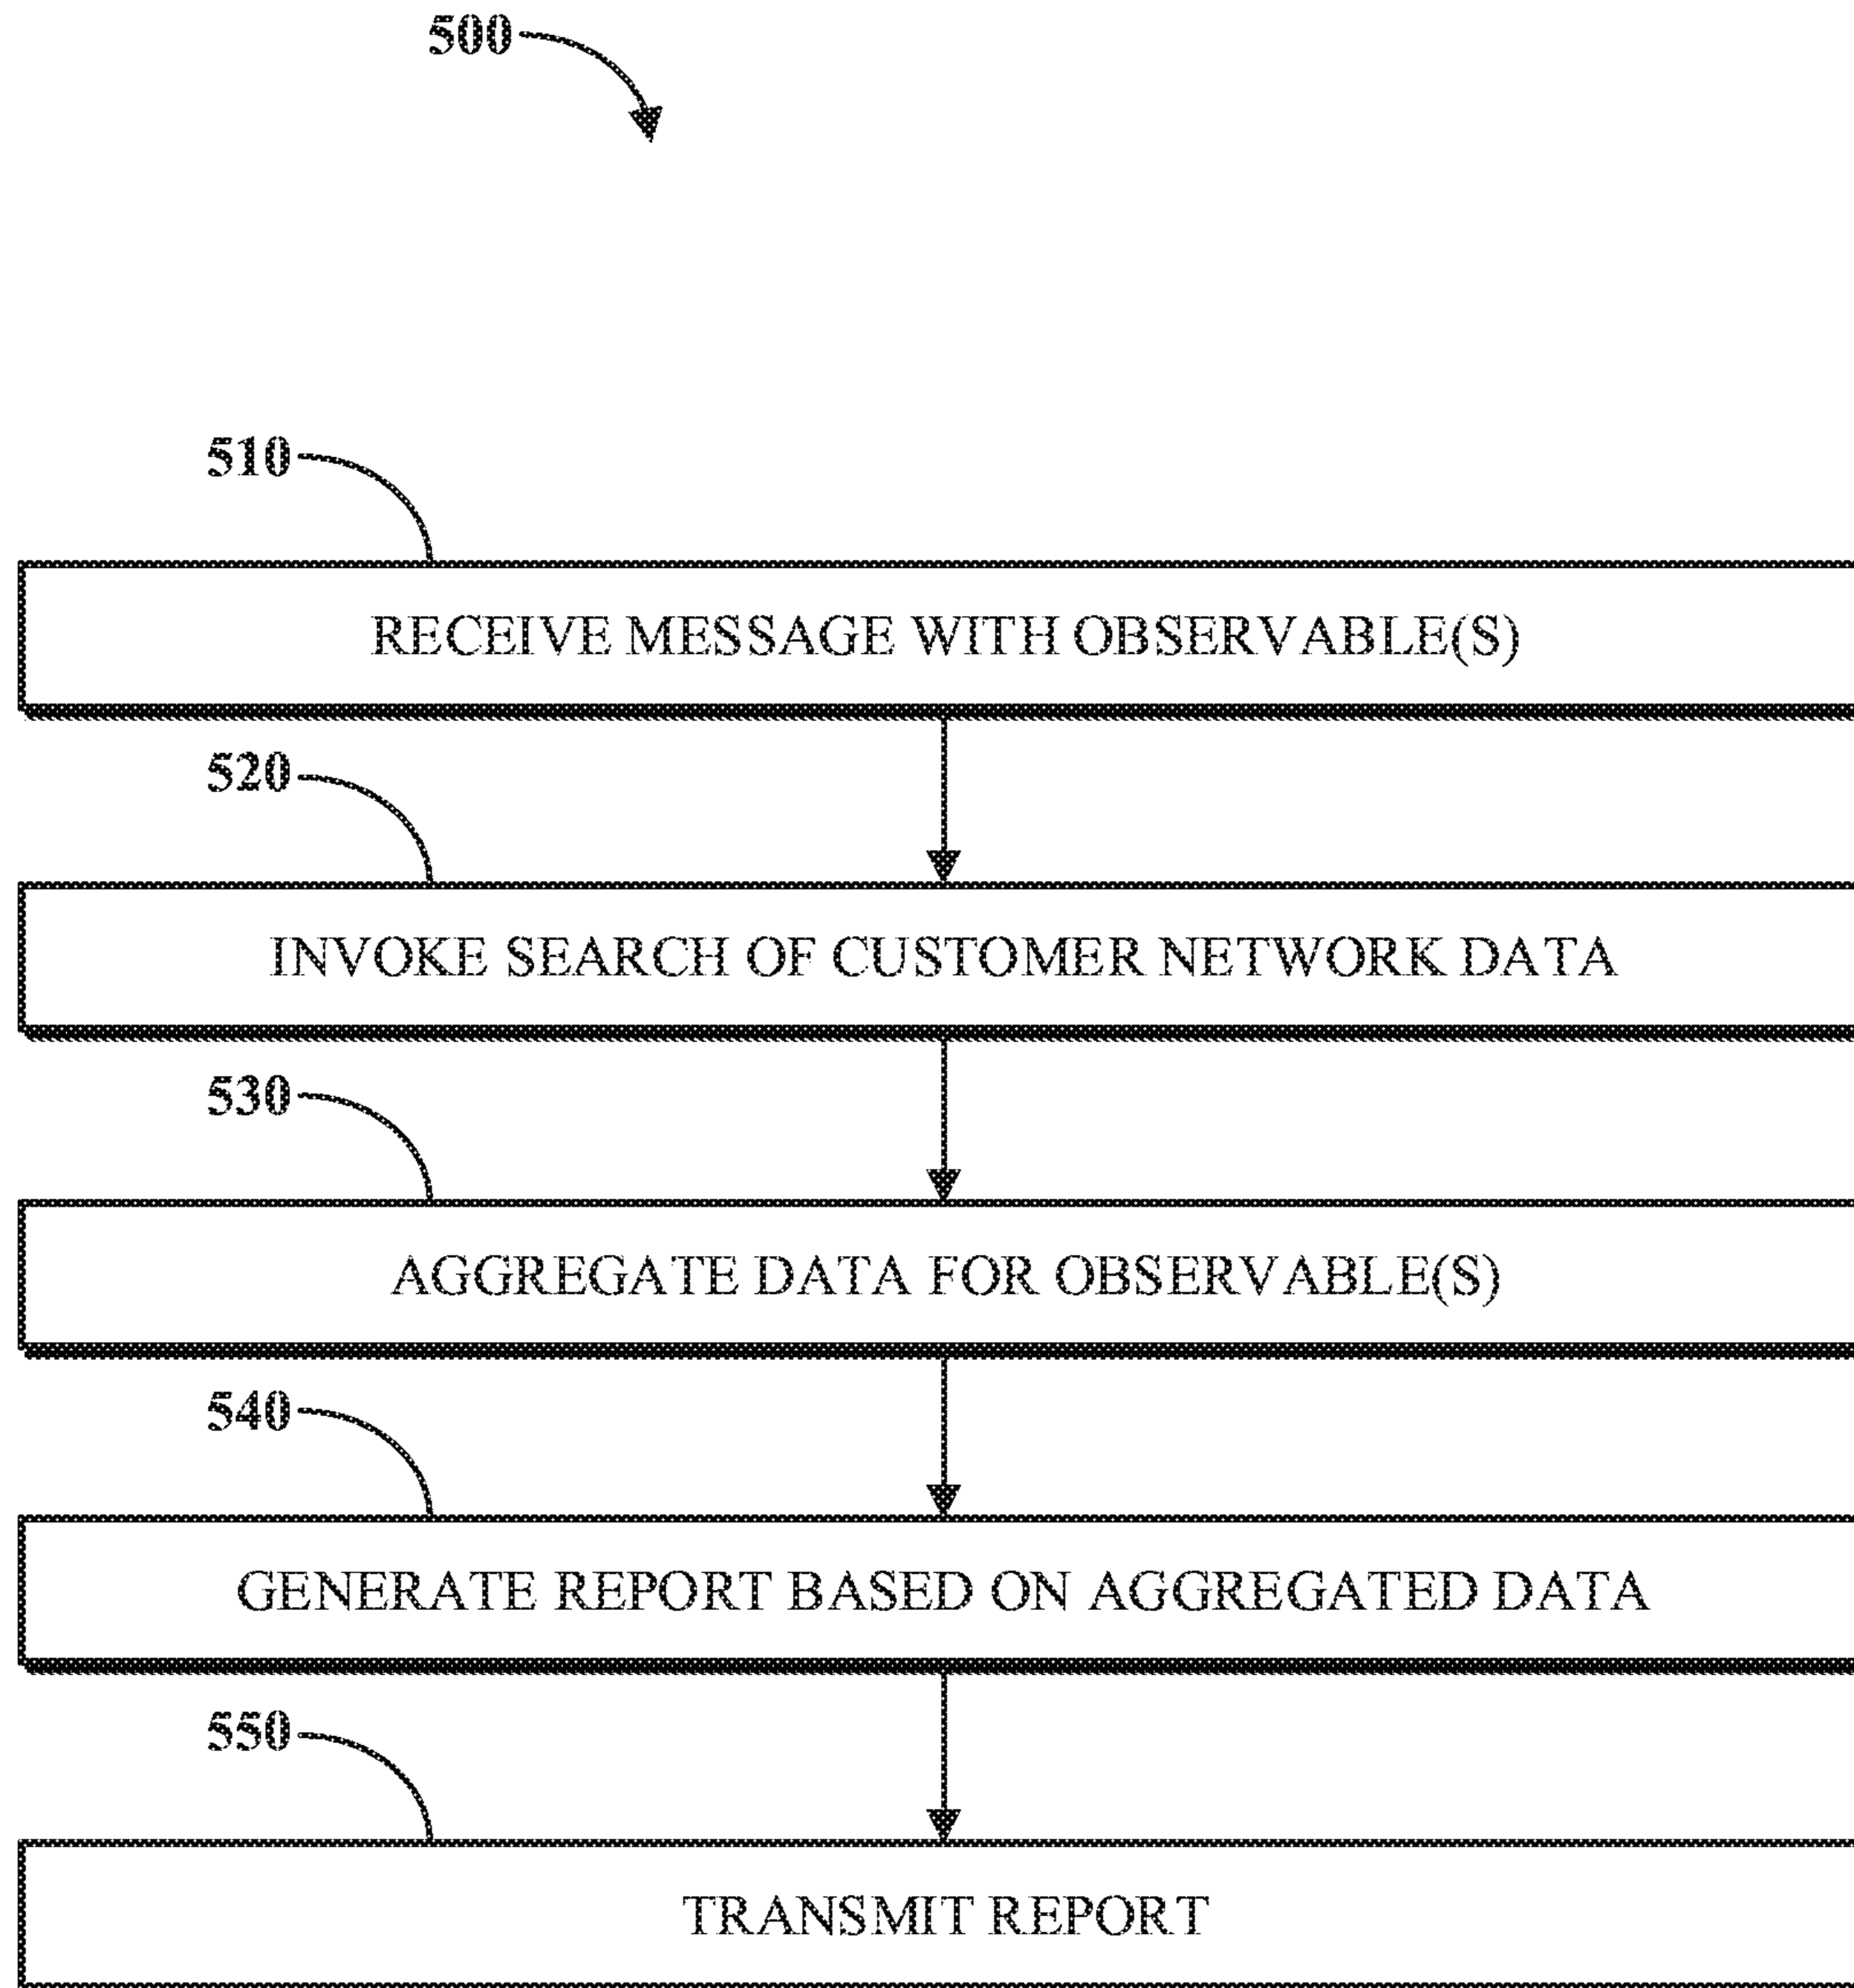 500
510
RECEIVE MESSAGE WITH OBSERVABLE(S)
520
INVOKE SEARCH OF CUSTOMER NETWORK DATA
530
AGGREGATE DATA FOR OBSERVABLE(S)
540
GENERATE REPORT BASED ON AGGREGATED DATA
550
TRANSMIT REPORT